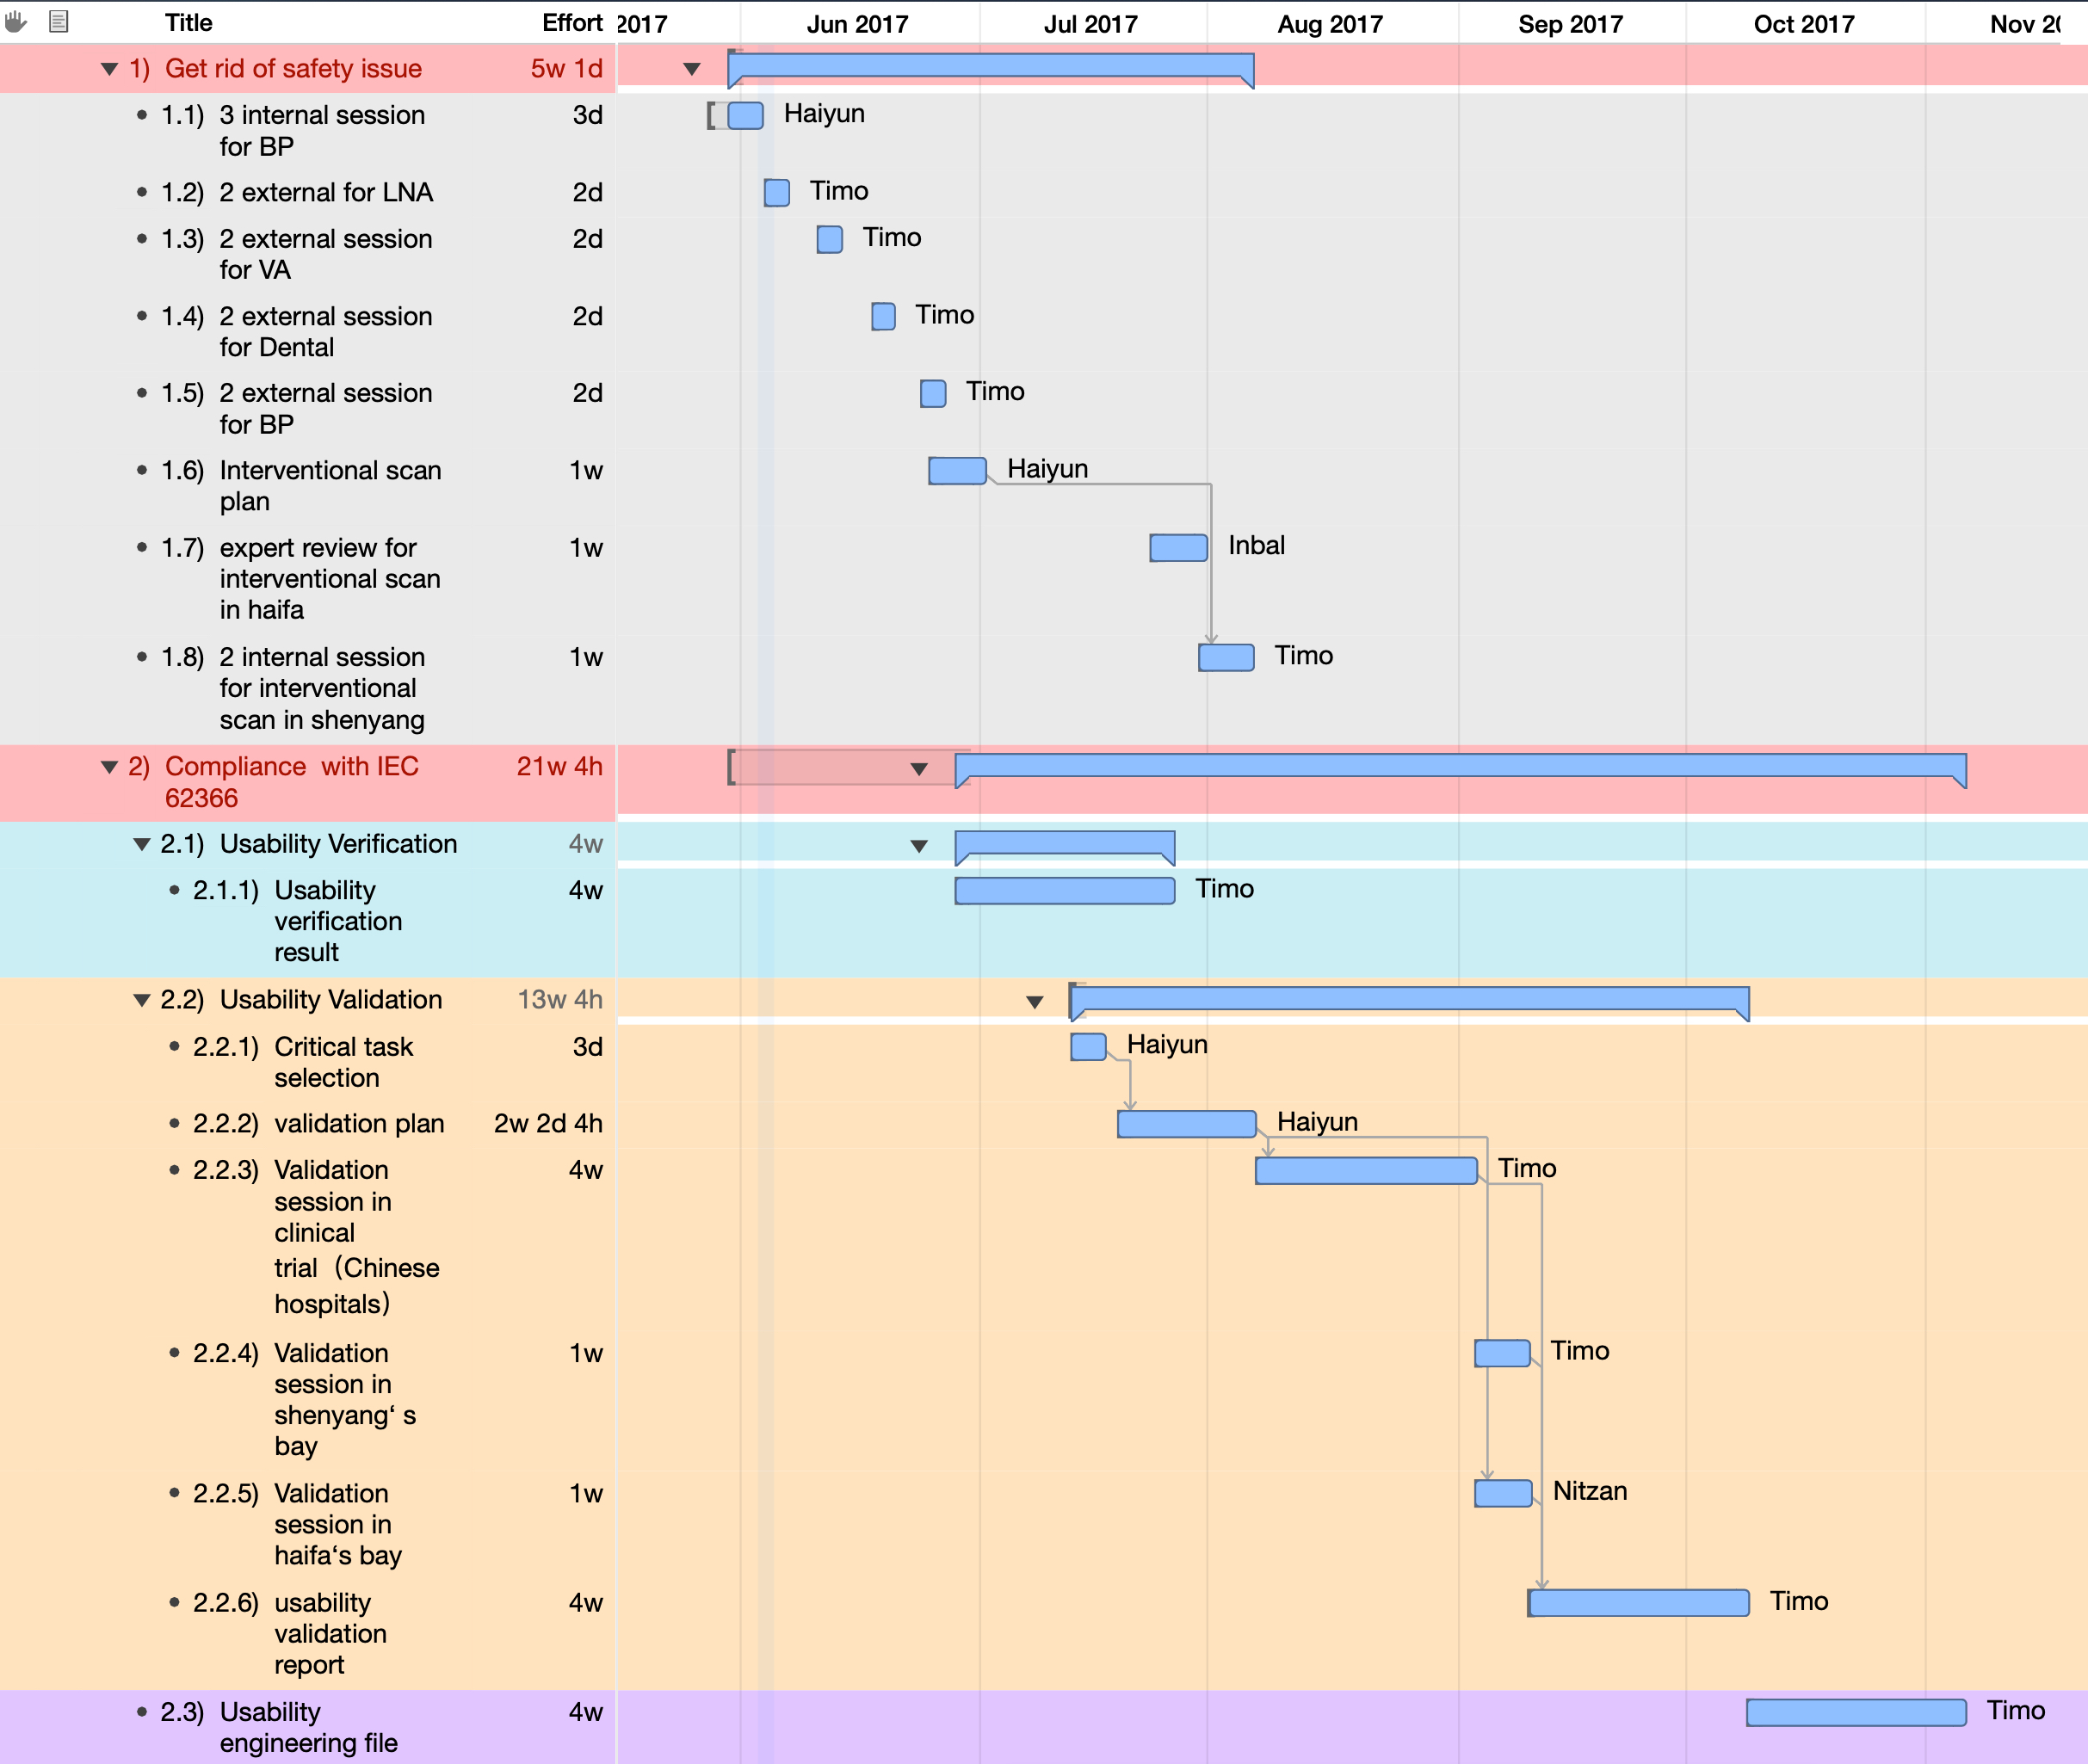 Title Effort 2017 Jun 2017 Jul 2017 Aug 2017 Sep 2017 Oct 2017 Nov
1) Get rid of safety issue 5w 1d
1.1) 3 internal session 3d Haiyun
for BP
1.2) 2 external for LNA 2d Timo
1.3) 2 external session 2d Timo
for VA
1.4) 2 external session 2d Timo
for Dental
1.5) 2 external session 2d Timo
for BP
1.6) Interventional scan 1w Haiyun
plan
1.7) expert review for 1w Inbal
interventional scan
in haifa
1.8) 2 internal session 1w Timo
for interventional
scan in shenyang
2) Compliance with IEC 21w 4h
62366
2.1) Usability Verification 4w
2.1.1) Usability 4w Timo
verification
result
2.2) Usability Validation 13w 4h
2.2.1) Critical task 3d Haiyun
selection
2.2.2) validation plan 2w 2d 4h Haiyun
2.2.3) Validation 4w Timo
session in
clinical
trial（Chinese
hospitals）
2.2.4) Validation 1w Timo
session in
shenyang‘ s
bay
2.2.5) Validation 1w Nitzan
session in
haifa‘s bay
2.2.6) usability 4w Timo
validation
report
2.3) Usability 4w Timo
engineering file